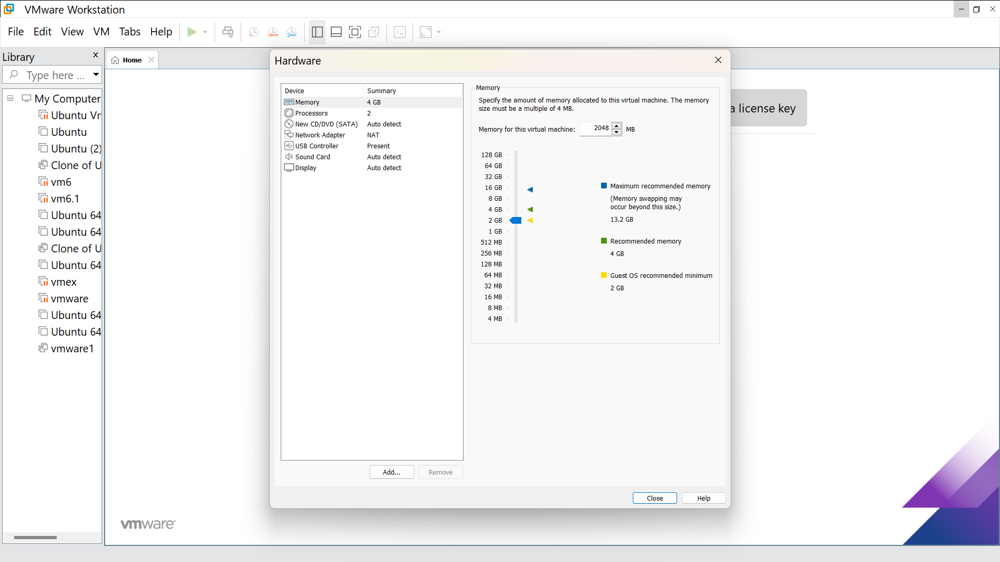 VMware Workstation
File Edit View VM Tabs Help
Library
Type here ...
My Computer
Ubuntu Vr
Ubuntu
Ubuntu (2)
Clone of U
vm6
vm6.1
Ubuntu 64
Ubuntu 64
Clone of U
Ubuntu 64
vmex
vmware
Ubuntu 64
Ubuntu 64
vmware1
Home
a license key
vmware
Hardware
Device Summary
Memory 4 GB
Processors 2
New CD/DVD (SATA) Auto detect
Network Adapter NAT
USB Controller Present
Sound Card Auto detect
Display Auto detect
Add... Remove
Memory
Specify the amount of memory allocated to this virtual machine. The memory
size must be a multiple of 4 MB.
Memory for this virtual machine: 2048 MB
128 GB
64 GB
32 GB
16 GB
8 GB
4 GB
2 GB
1 GB
512 MB
256 MB
128 MB
64 MB
32 MB
16 MB
8 MB
4 MB
Maximum recommended memory
(Memory swapping may
occur beyond this size.)
13.2 GB
Recommended memory
4 GB
Guest OS recommended minimum
2 GB
Close Help